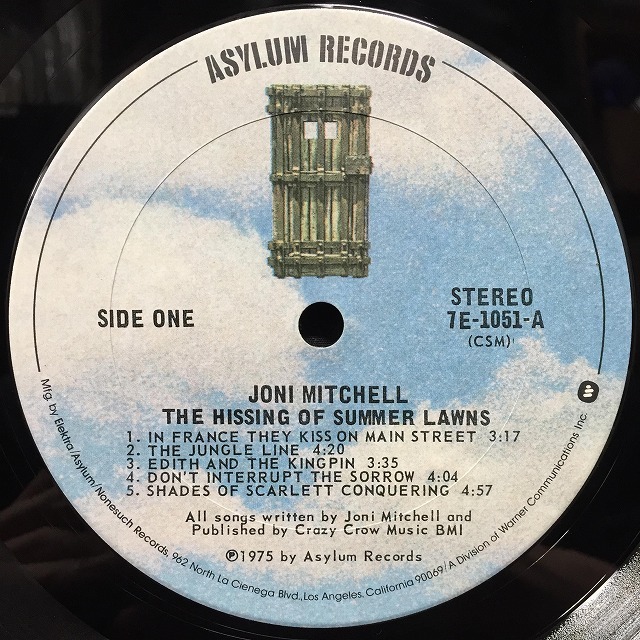 ASYLUM RECORDS
SIDE ONE
STEREO
7E-1051-A
(CSM)
JONI MITCHELL
THE HISSING OF SUMMER LAWNS
1. IN FRANCE THEY KISS ON MAIN STREET 3:17
2. THE JUNGLE LINE 4:20
3. EDITH AND THE KINGPIN 3:35
4. DON'T INTERRUPT THE SORROW 4:04
5. SHADES OF SCARLETT CONQUERING 4:57
All songs written by Joni Mitchell and
Published by Crazy Crow Music BMI
℗1975 by Asylum Records
Mfg. by Elektra/Asylum/Nonesuch Records, 962 North La Cienega Blvd., Los Angeles, California 90069/A Division of Warner Communications Inc.